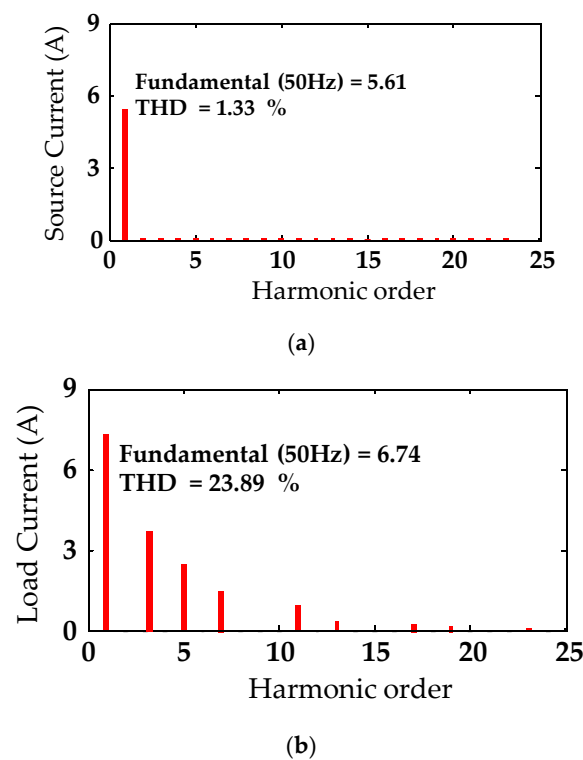 9
6
3
0
Source Current (A)
Fundamental (50Hz) = 5.61
THD = 1.33 %
0 5 10 15 20 25
Harmonic order
(a)
9
6
3
0
Load Current (A)
Fundamental (50Hz) = 6.74
THD = 23.89 %
0 5 10 15 20 25
Harmonic order
(b)